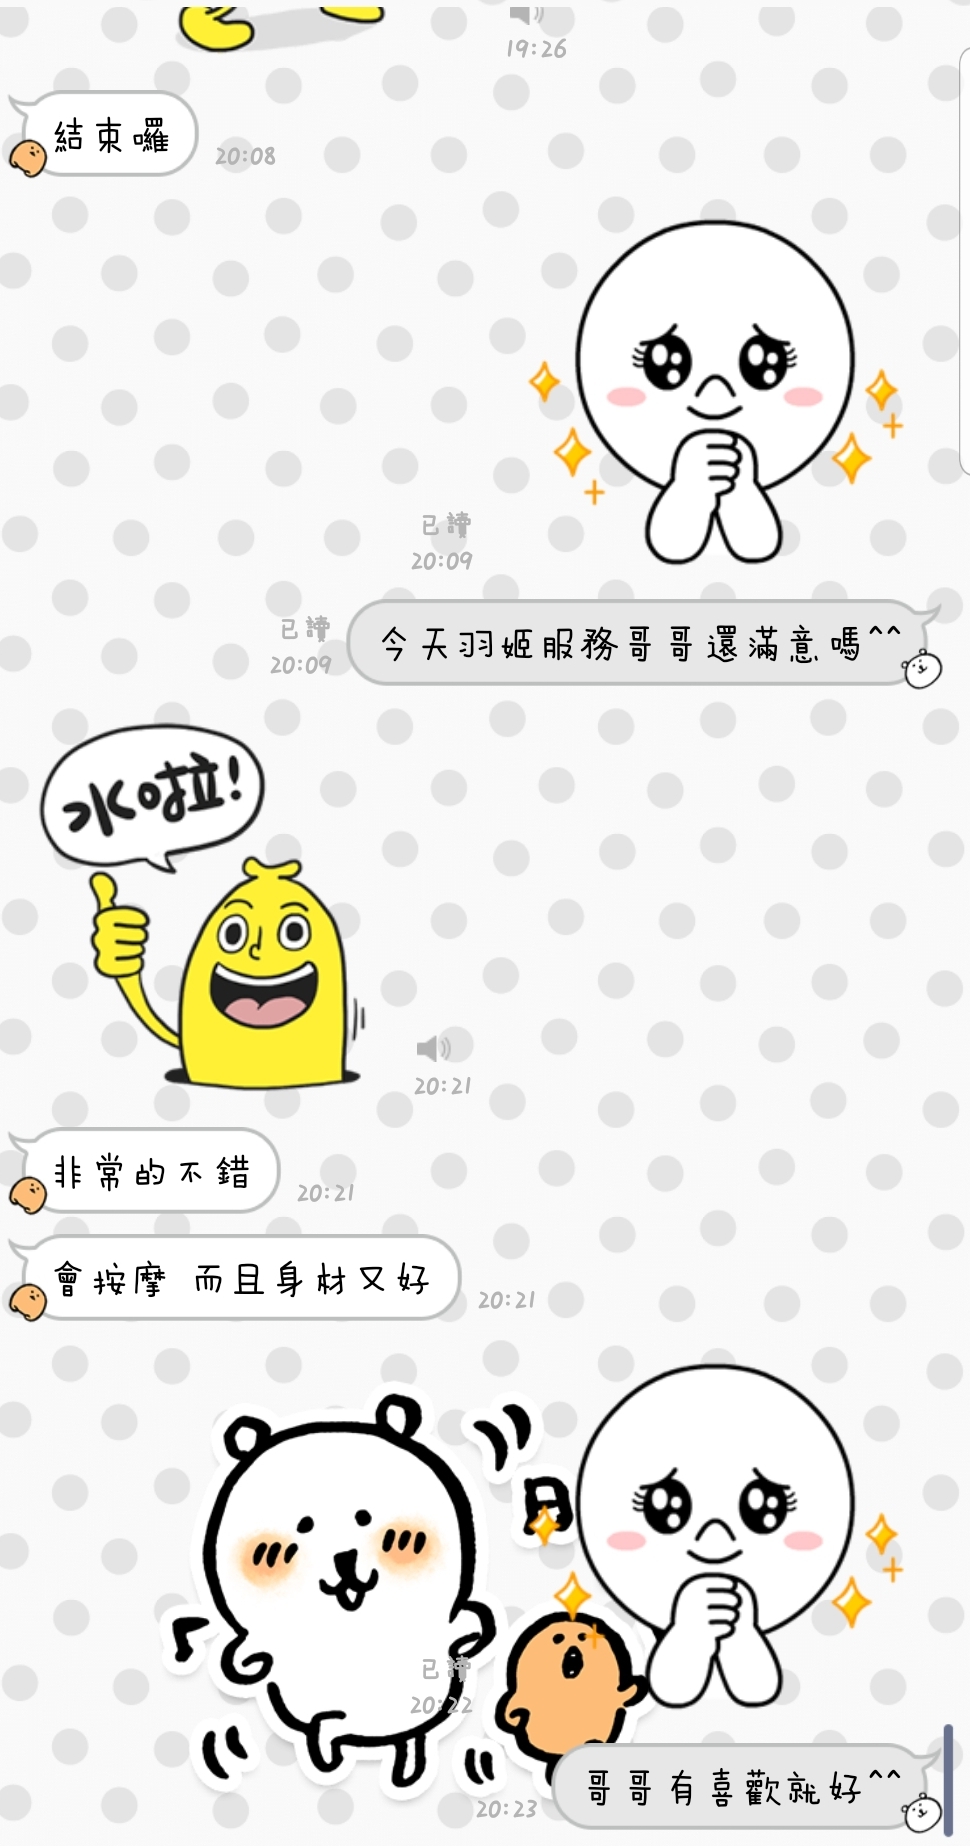 19:26
結束囉
20:08
已讀
20:09
已讀
20:09
今天羽姬服務哥哥還滿意嗎^^
水啦!
20:21
非常的不錯
20:21
會按摩 而且身材又好
20:21
已讀
20:22
哥哥有喜歡就好^^
20:23